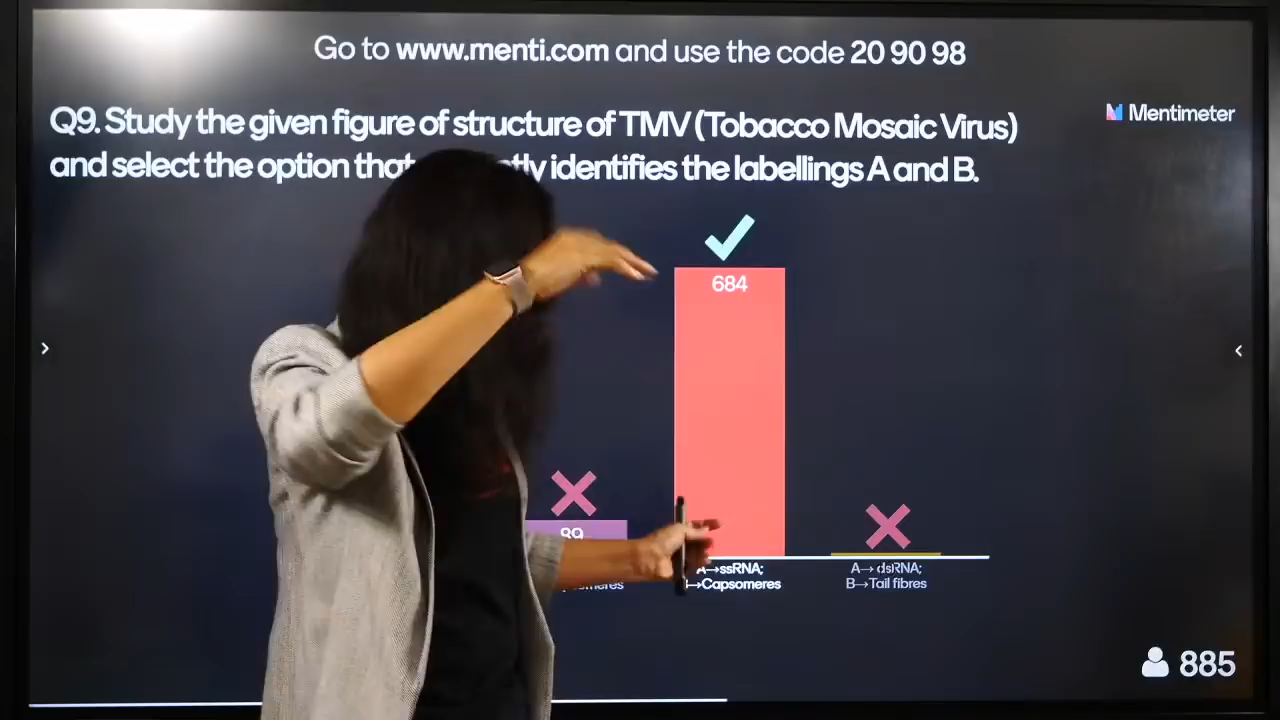 Go to www.menti.com and use the code 20 90 98
Mentimeter
Q9. Study the given figure of structure of TMV (Tobacco Mosaic Virus)
and select the option that identifies the labellings A and B.
684
89
A→ssRNA;
→Capsomeres
A→ dsRNA;
B→Tail fibres
885